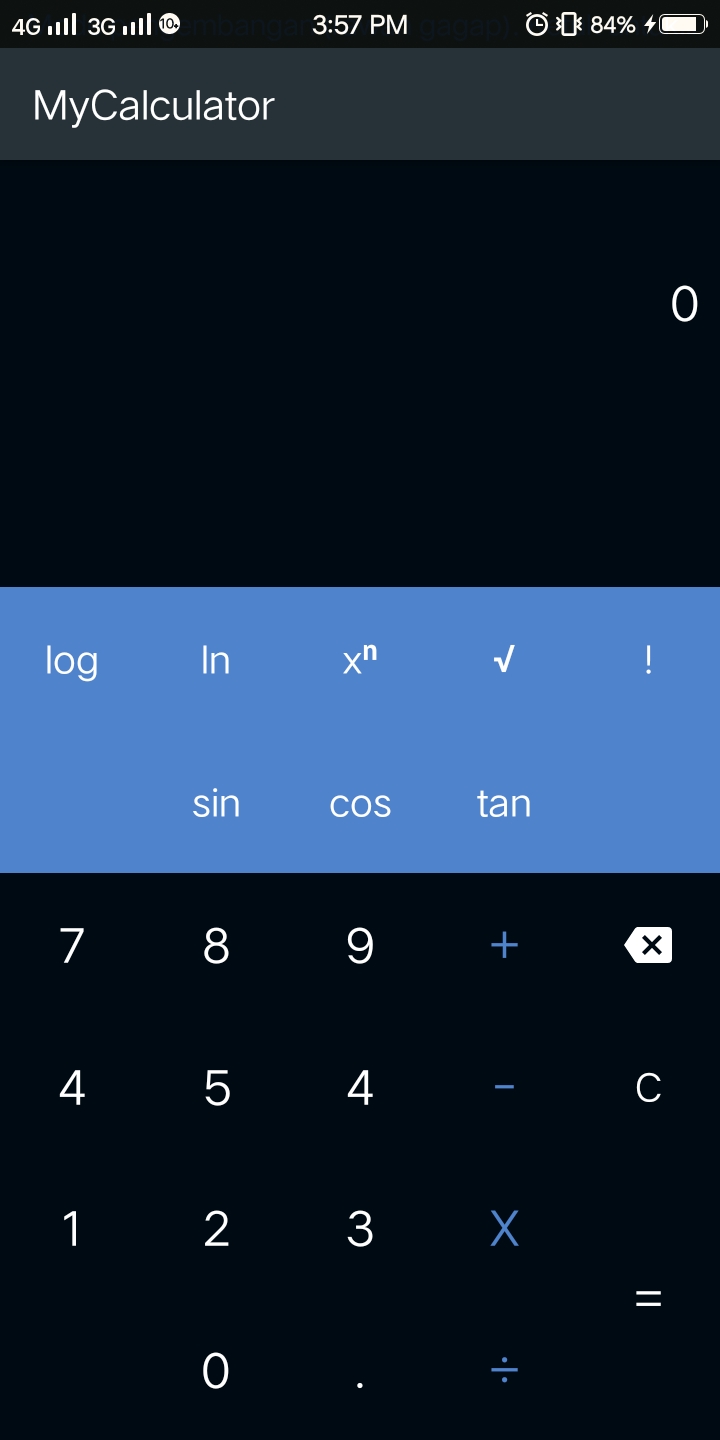 4G 3G 10+ 3:57 PM 84%
MyCalculator
0
log ln xⁿ √ !
sin cos tan
7 8 9 +
4 5 4 - C
1 2 3 X
=
0 . ÷